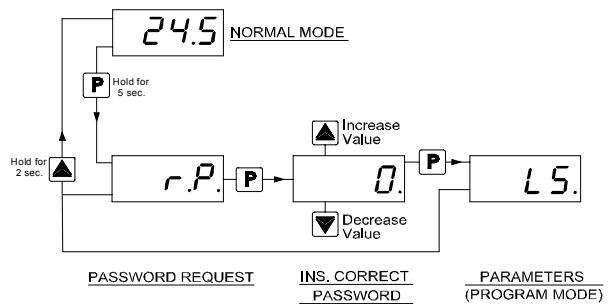 24.5
NORMAL MODE
P
Hold for
5 sec.
Hold for
2 sec.
r.P.
P
Increase
Value
0.
Decrease
Value
P
LS.
PASSWORD REQUEST
INS. CORRECT
PASSWORD
PARAMETERS
(PROGRAM MODE)